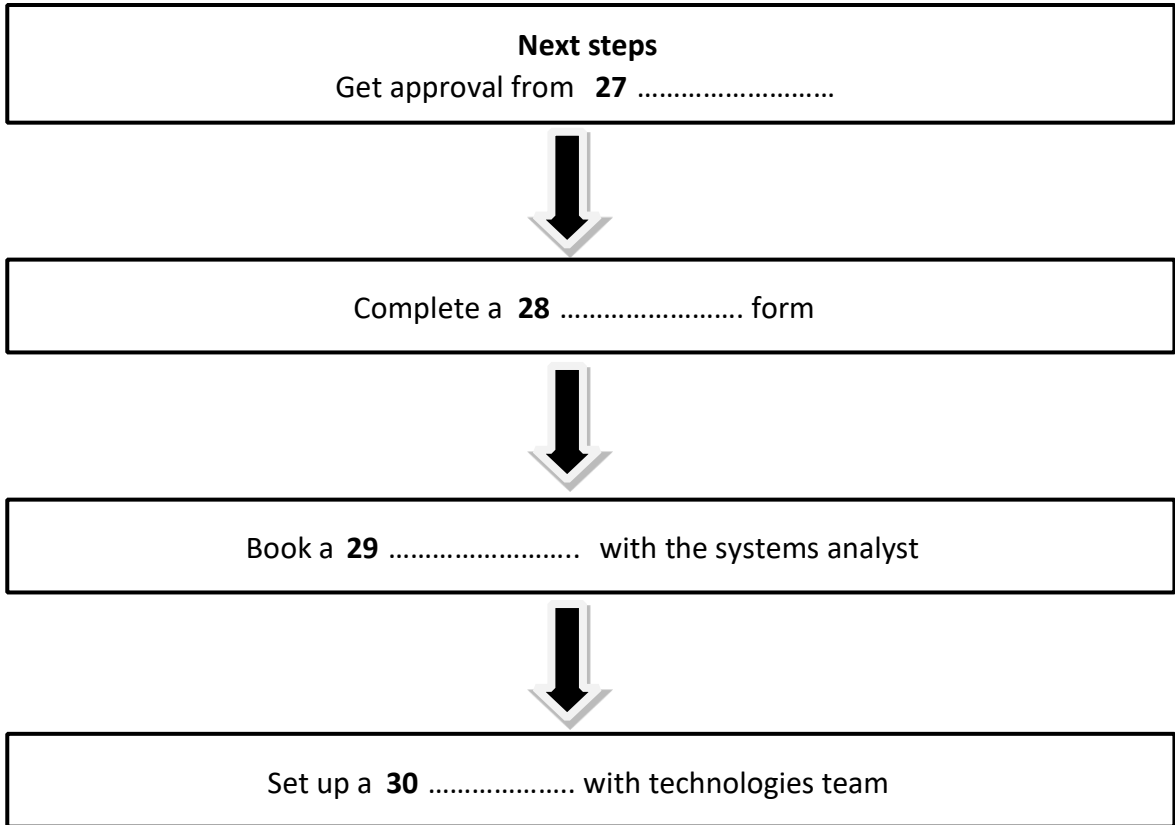 Next steps
Get approval from 27 ………………………
Complete a 28 ……………………. form
Book a 29 …………………….. with the systems analyst
Set up a 30 ……………….. with technologies team